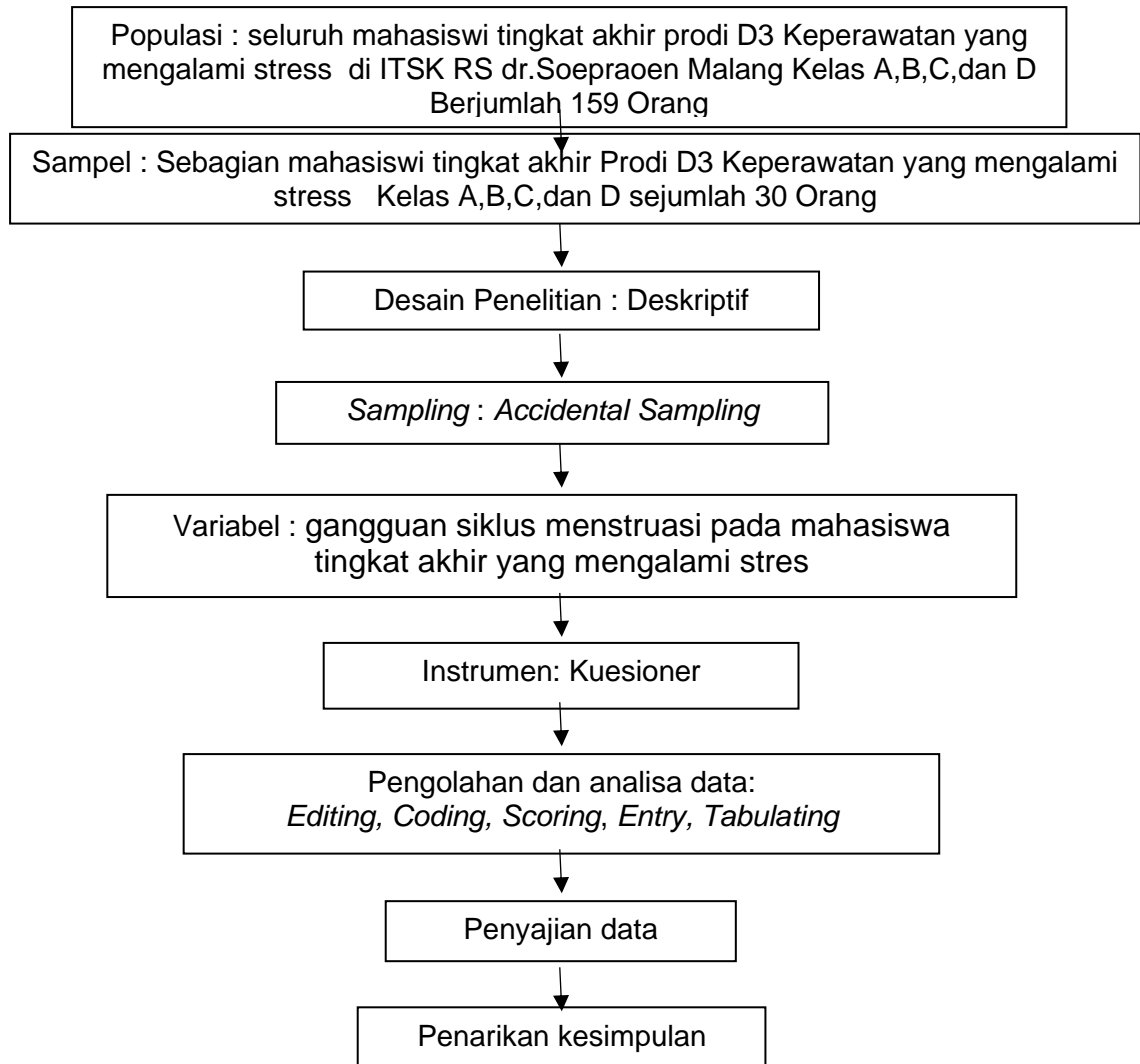 Populasi : seluruh mahasiswi tingkat akhir prodi D3 Keperawatan yang
mengalami stress di ITSK RS dr.Soepraoen Malang Kelas A,B,C,dan D
Berjumlah 159 Orang
Sampel : Sebagian mahasiswi tingkat akhir Prodi D3 Keperawatan yang mengalami
stress Kelas A,B,C,dan D sejumlah 30 Orang
Desain Penelitian : Deskriptif
Sampling : Accidental Sampling
Variabel : gangguan siklus menstruasi pada mahasiswa
tingkat akhir yang mengalami stres
Instrumen: Kuesioner
Pengolahan dan analisa data:
Editing, Coding, Scoring, Entry, Tabulating
Penyajian data
Penarikan kesimpulan